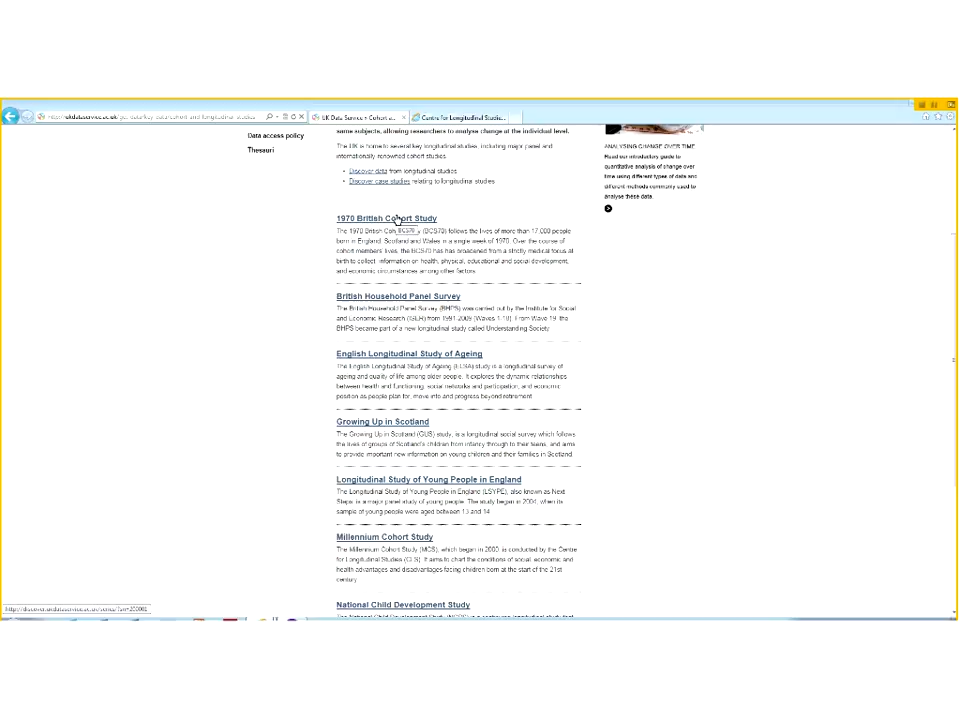 UK Data Service > Cohort a...
Centre for Longitudinal Studie...
Data access policy
Thesauri
same subjects, allowing researchers to analyse change at the individual level.
The UK is home to several key longitudinal studies, including major panel and
internationally renowned cohort studies.
• Discover data from longitudinal studies
• Discover case studies relating to longitudinal studies
1970 British Cohort Study
The 1970 British Coh BCS70 y (BCS70) follows the lives of more than 17,000 people
born in England, Scotland and Wales in a single week of 1970. Over the course of
cohort members lives, the BCS70 has has broadened from a strictly medical focus at
birth to collect information on health, physical, educational and social development,
and economic circumstances among other factors.
British Household Panel Survey
The British Household Panel Survey (BHPS) was carried out by the Institute for Social
and Economic Research (ISER) from 1991-2009 (Waves 1-18). From Wave 19, the
BHPS became part of a new longitudinal study called Understanding Society
English Longitudinal Study of Ageing
The English Longitudinal Study of Ageing (ELSA) study is a longitudinal survey of
ageing and quality of life among older people. It explores the dynamic relationships
between health and functioning, social networks and participation, and economic
position as people plan for, move into and progress beyond retirement
Growing Up in Scotland
The Growing Up in Scotland (GUS) study, is a longitudinal social survey which follows
the lives of groups of Scotland's children from infancy through to their teens, and aims
to provide important new information on young children and their families in Scotland.
Longitudinal Study of Young People in England
The Longitudinal Study of Young People in England (LSYPE), also known as Next
Steps, is a major panel study of young people. The study began in 2004, when its
sample of young people were aged between 13 and 14
Millennium Cohort Study
The Millennium Cohort Study (MCS), which began in 2000, is conducted by the Centre
for Longitudinal Studies (CLS). It aims to chart the conditions of social, economic and
health advantages and disadvantages facing children born at the start of the 21st
century.
National Child Development Study
ANALYSING CHANGE OVER TIME
Read our introductory guide to
quantitative analysis of change over
time using different types of data and
different methods commonly used to
analyse these data.